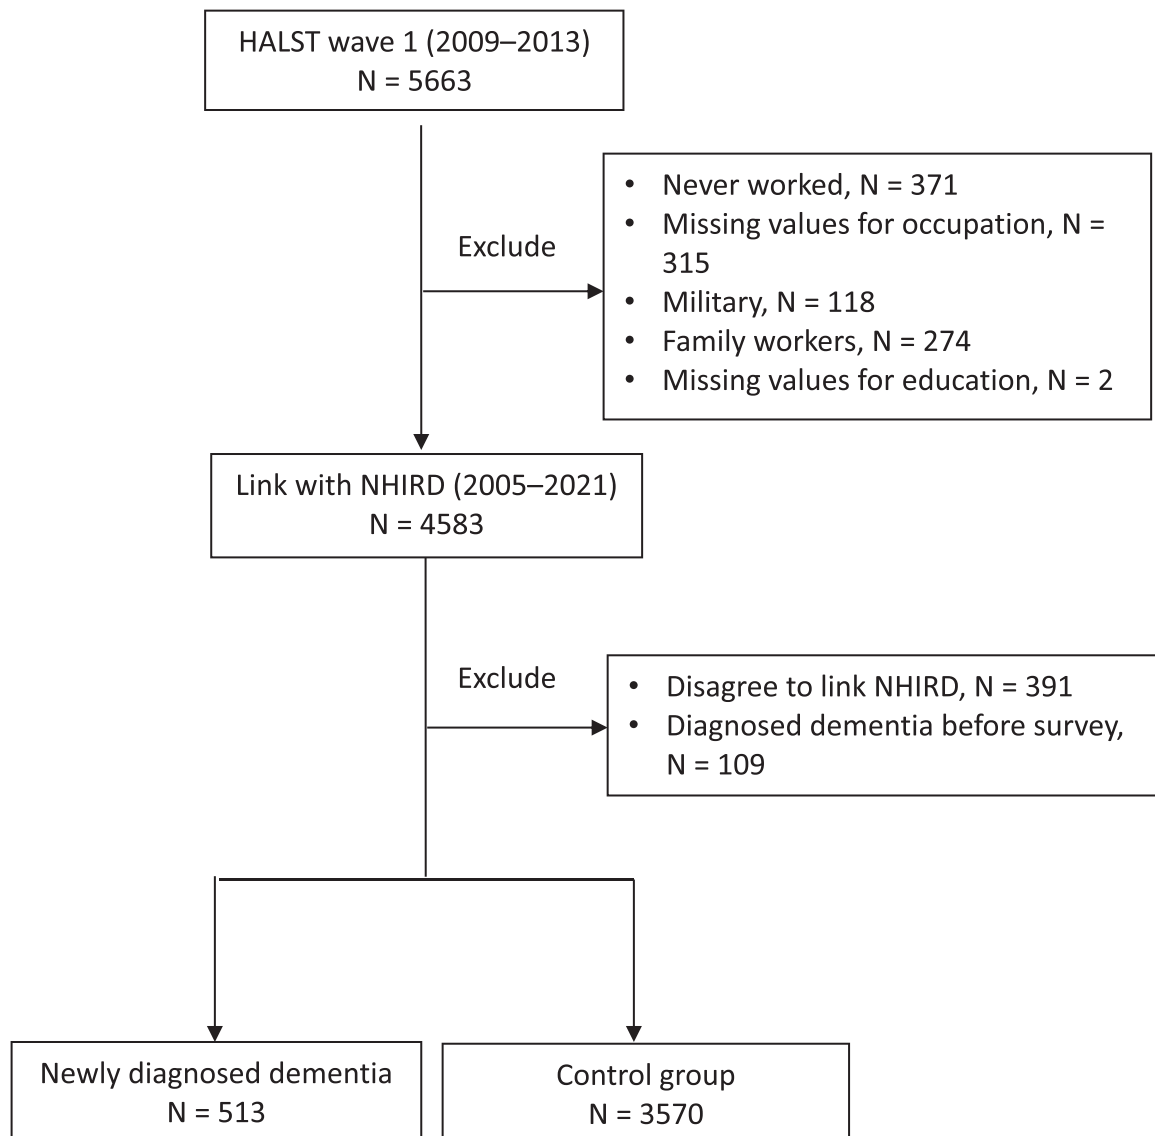 HALST wave 1 (2009–2013)
N = 5663
• Never worked, N = 371
• Missing values for occupation, N =
315
• Military, N = 118
• Family workers, N = 274
• Missing values for education, N = 2
Exclude
Link with NHIRD (2005–2021)
N = 4583
Exclude
• Disagree to link NHIRD, N = 391
• Diagnosed dementia before survey,
N = 109
Newly diagnosed dementia
N = 513
Control group
N = 3570